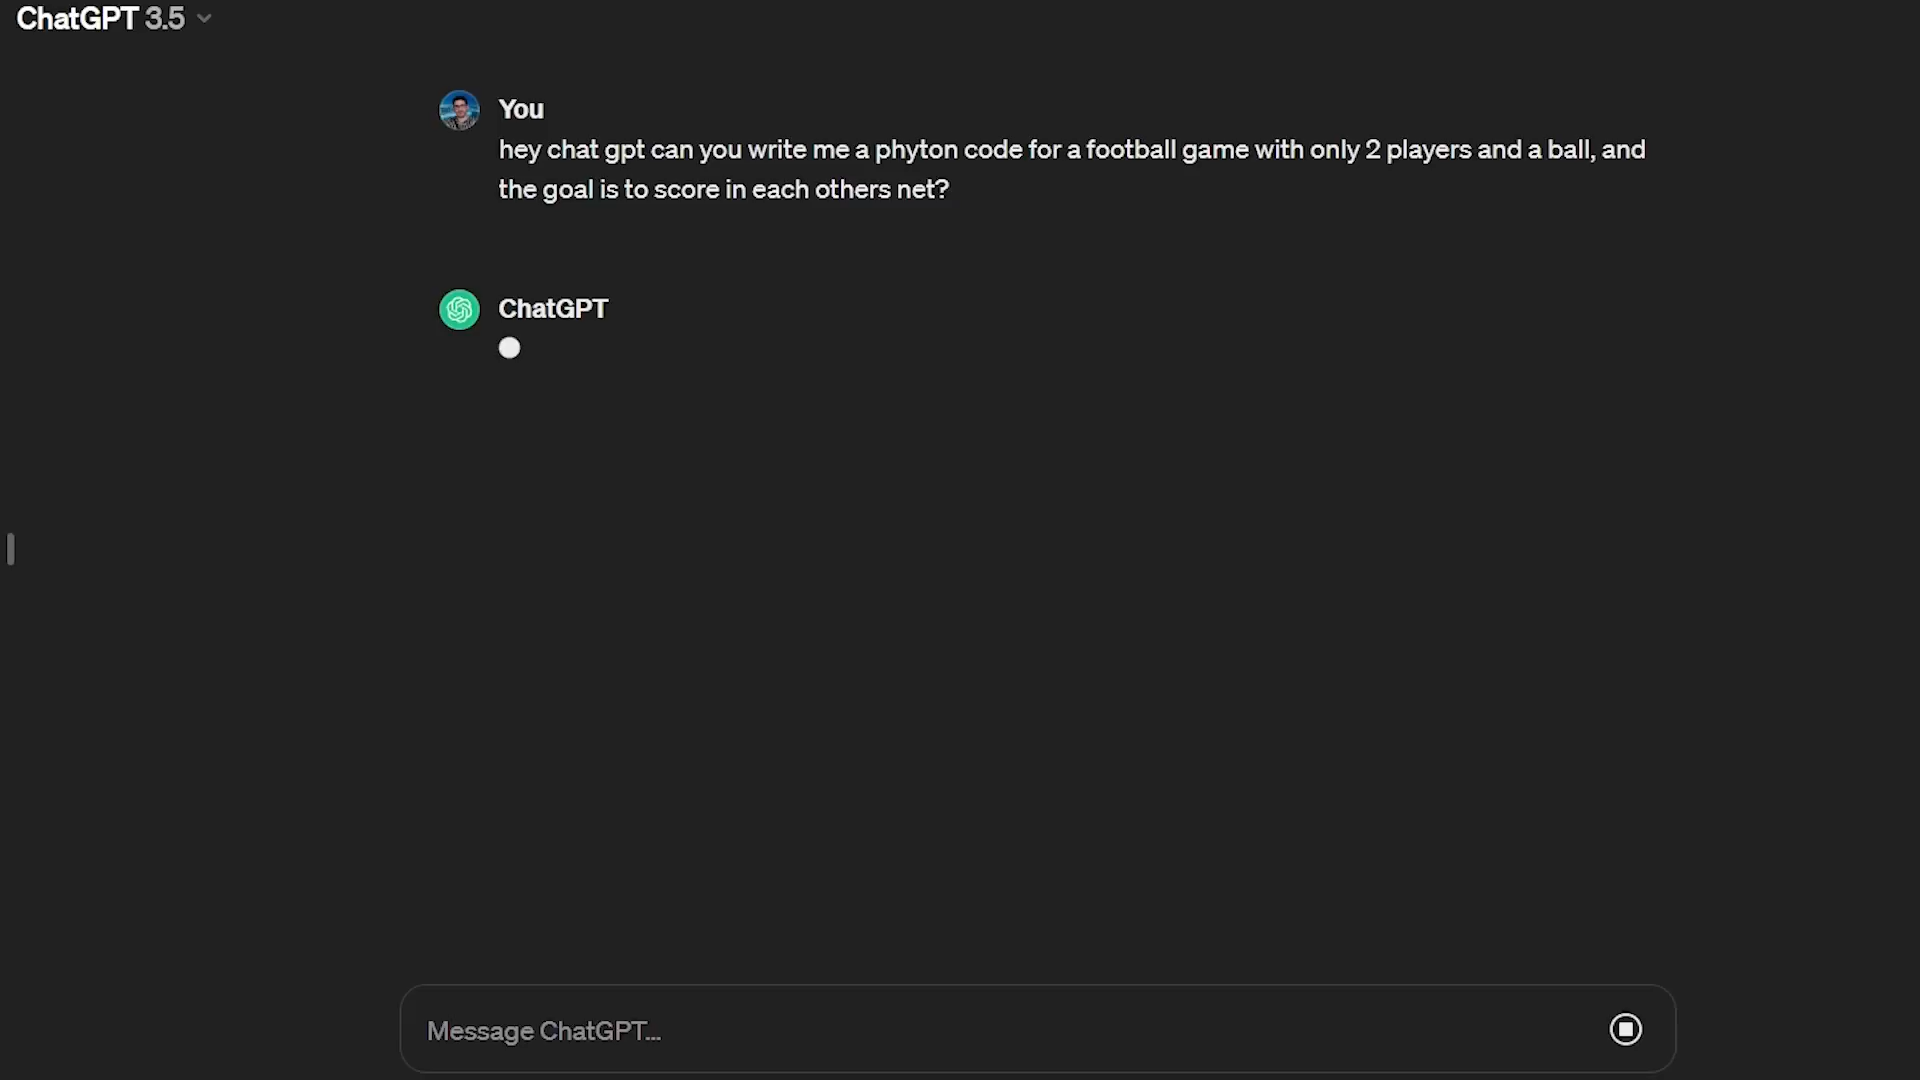 ChatGPT 3.5
You
hey chat gpt can you write me a phyton code for a football game with only 2 players and a ball, and
the goal is to score in each others net?
ChatGPT
Message ChatGPT...